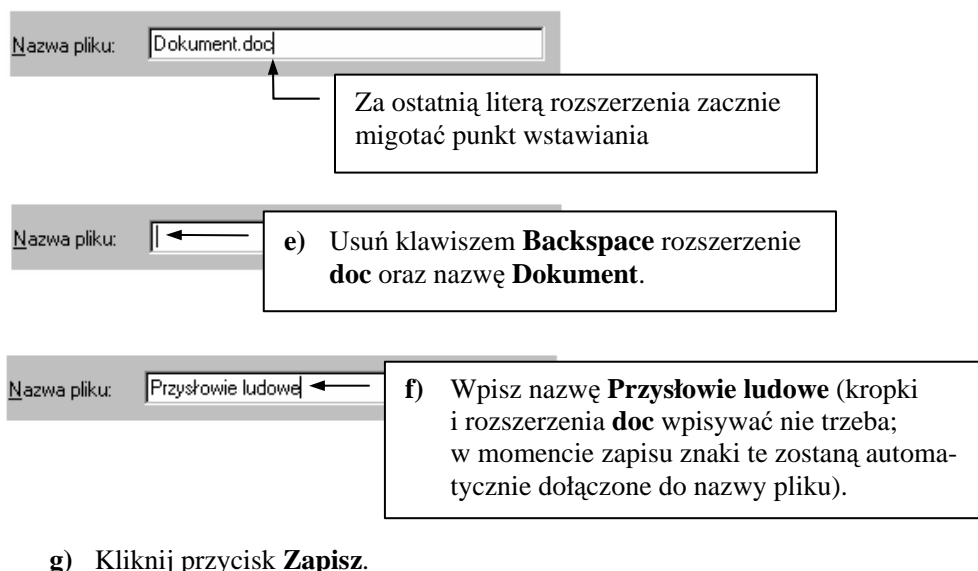 Nazwa pliku: Dokument.doc
Za ostatnią literą rozszerzenia zacznie
migotać punkt wstawiania
Nazwa pliku:
e) Usuń klawiszem Backspace rozszerzenie
doc oraz nazwę Dokument.
Nazwa pliku: Przysłowie ludowe
f) Wpisz nazwę Przysłowie ludowe (kropki
i rozszerzenia doc wpisywać nie trzeba;
w momencie zapisu znaki te zostaną automa-
tycznie dołączone do nazwy pliku).
g) Kliknij przycisk Zapisz.